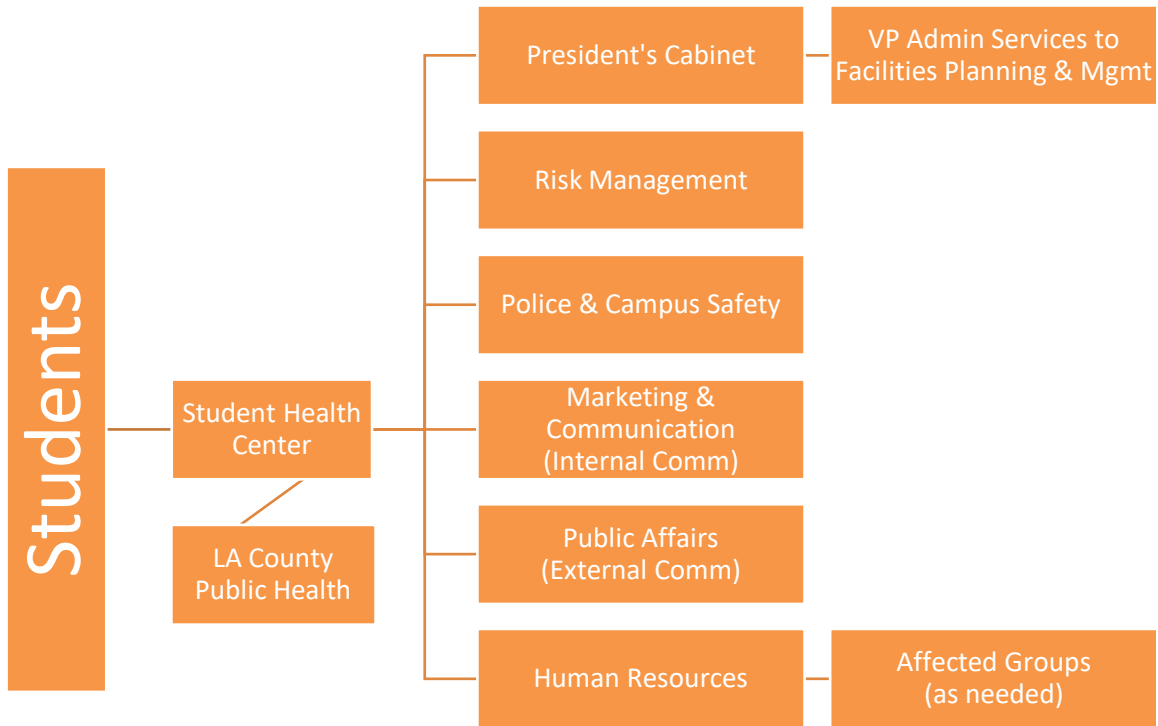 Students
Student Health
Center
LA County
Public Health
President's Cabinet
VP Admin Services to
Facilities Planning & Mgmt
Risk Management
Police & Campus Safety
Marketing &
Communication
(Internal Comm)
Public Affairs
(External Comm)
Human Resources
Affected Groups
(as needed)